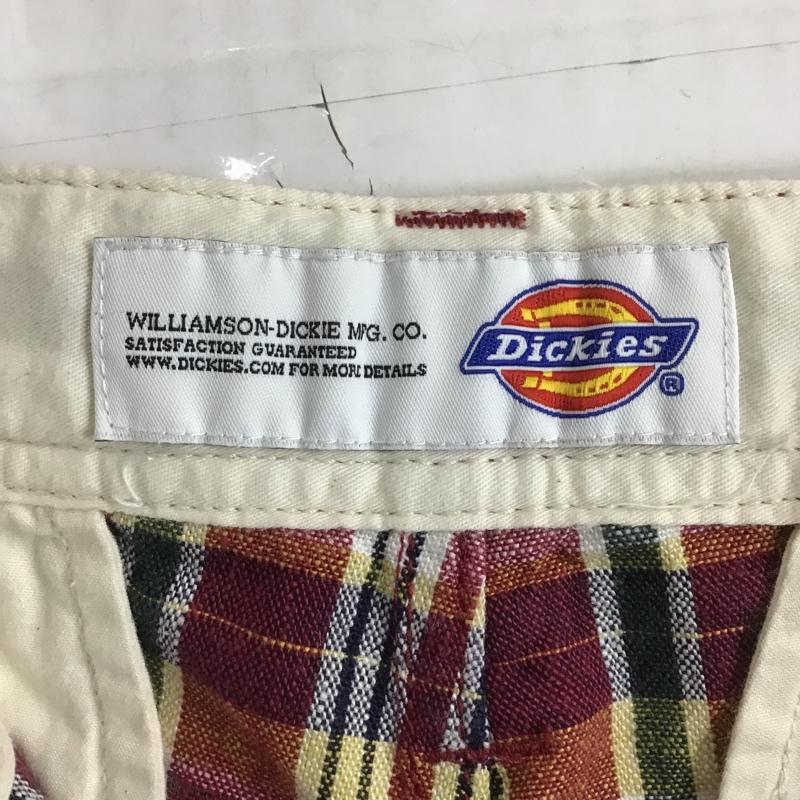 WILLIAMSON-DICKIE MFG. CO.
SATISFACTION GUARANTEED
WWW.DICKIES.COM FOR MORE DETAILS
Dickies
®